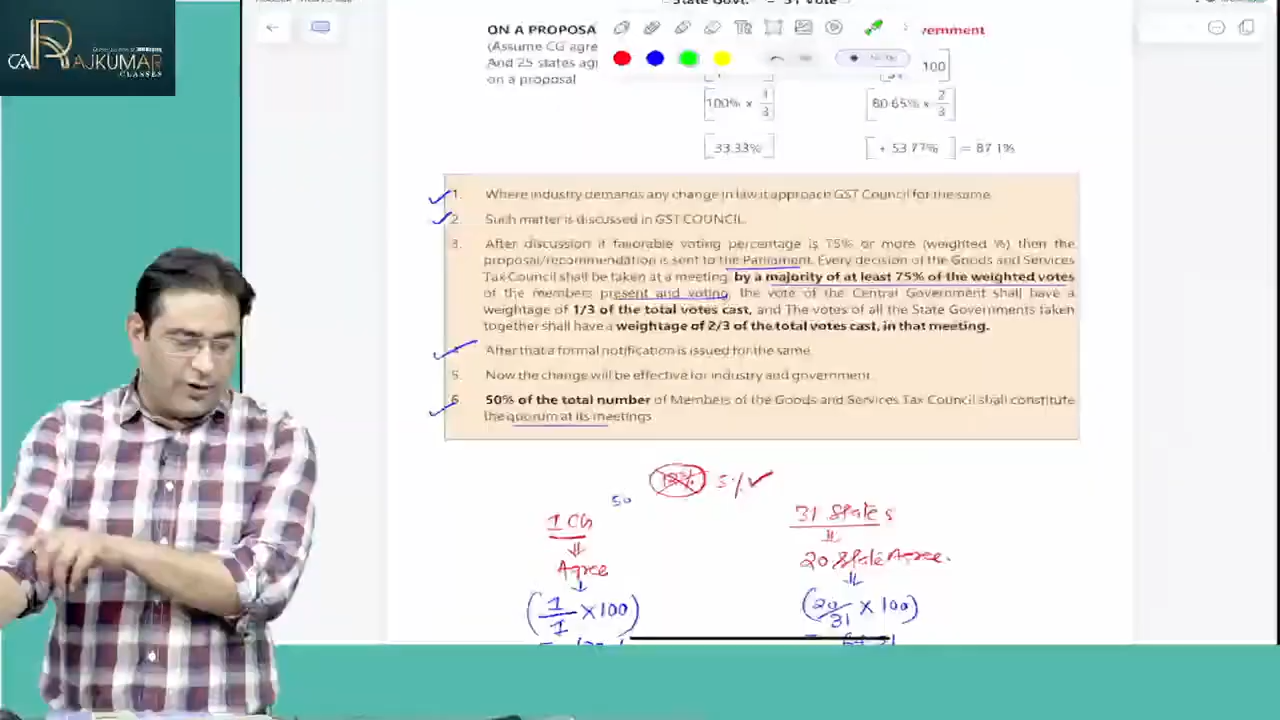 CA RAJKUMAR
CLASSES
State Govt. = 31 Vote
ON A PROPOSA
ernment
(Assume CG agre
And 25 states ag
on a proposal
100
100% × 1/3
80.65% × 2/3
33.33%
+ 53.77% = 87.1%
1. Where industry demands any change in law it approach GST Council for the same.
2. Such matter is discussed in GST COUNCIL.
3. After discussion if favorable voting percentage is 75% or more (weighted %) then the
proposal/recommendation is sent to the Parliament. Every decision of the Goods and Services
Tax Council shall be taken at a meeting, by a majority of at least 75% of the weighted votes
of the members present and voting, the vote of the Central Government shall have a
weightage of 1/3 of the total votes cast, and The votes of all the State Governments taken
together shall have a weightage of 2/3 of the total votes cast, in that meeting.
After that a formal notification is issued for the same.
5. Now the change will be effective for industry and government.
6. 50% of the total number of Members of the Goods and Services Tax Council shall constitute
the quorum at its meetings
5%
50
1 CG
31 States
Agree
20 State Agree.
(1/1 × 100)
(20/31 × 100)